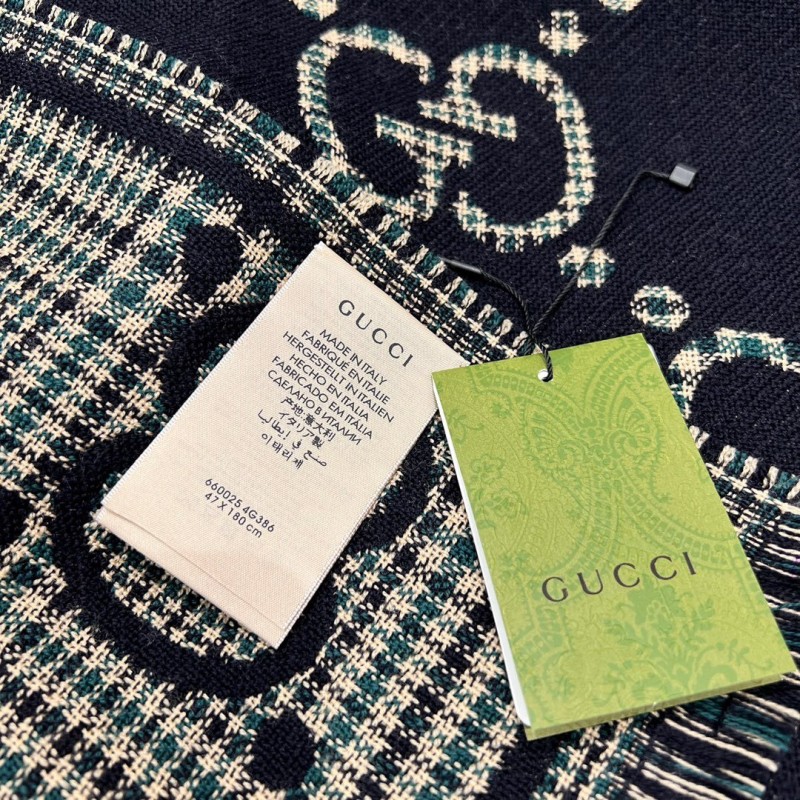 GUCCI
MADE IN ITALY
FABRIQUÉ EN ITALIE
HERGESTELLT IN ITALIEN
HECHO EN ITALIA
FABRICADO EM ITÁLIA
СДЕЛАНО В ИТАЛИИ
产地:意大利
イタリア製
صنع في إيطاليا
이태리제
660025 4G386
47 X 180 cm
GUCCI